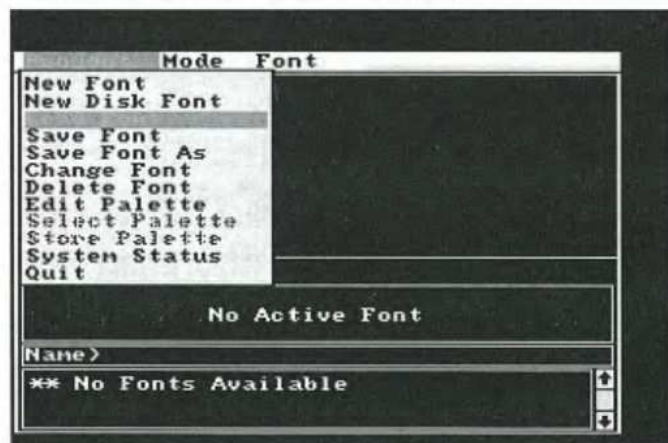 Mode Font
New Font
New Disk Font
Save Font
Save Font As
Change Font
Delete Font
Edit Palette
Select Palette
Store Palette
System Status
Quit
No Active Font
Name>
** No Fonts Available